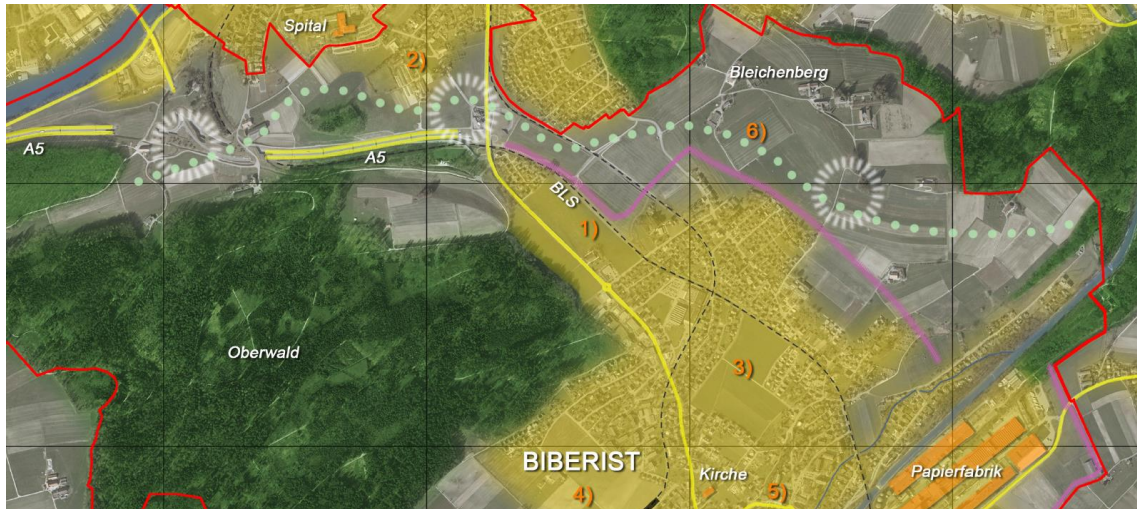 Spital
2)
Bleichenberg
6)
A5
A5
BLS
1)
Oberwald
3)
BIBERIST
Kirche
Papierfabrik
4)
5)